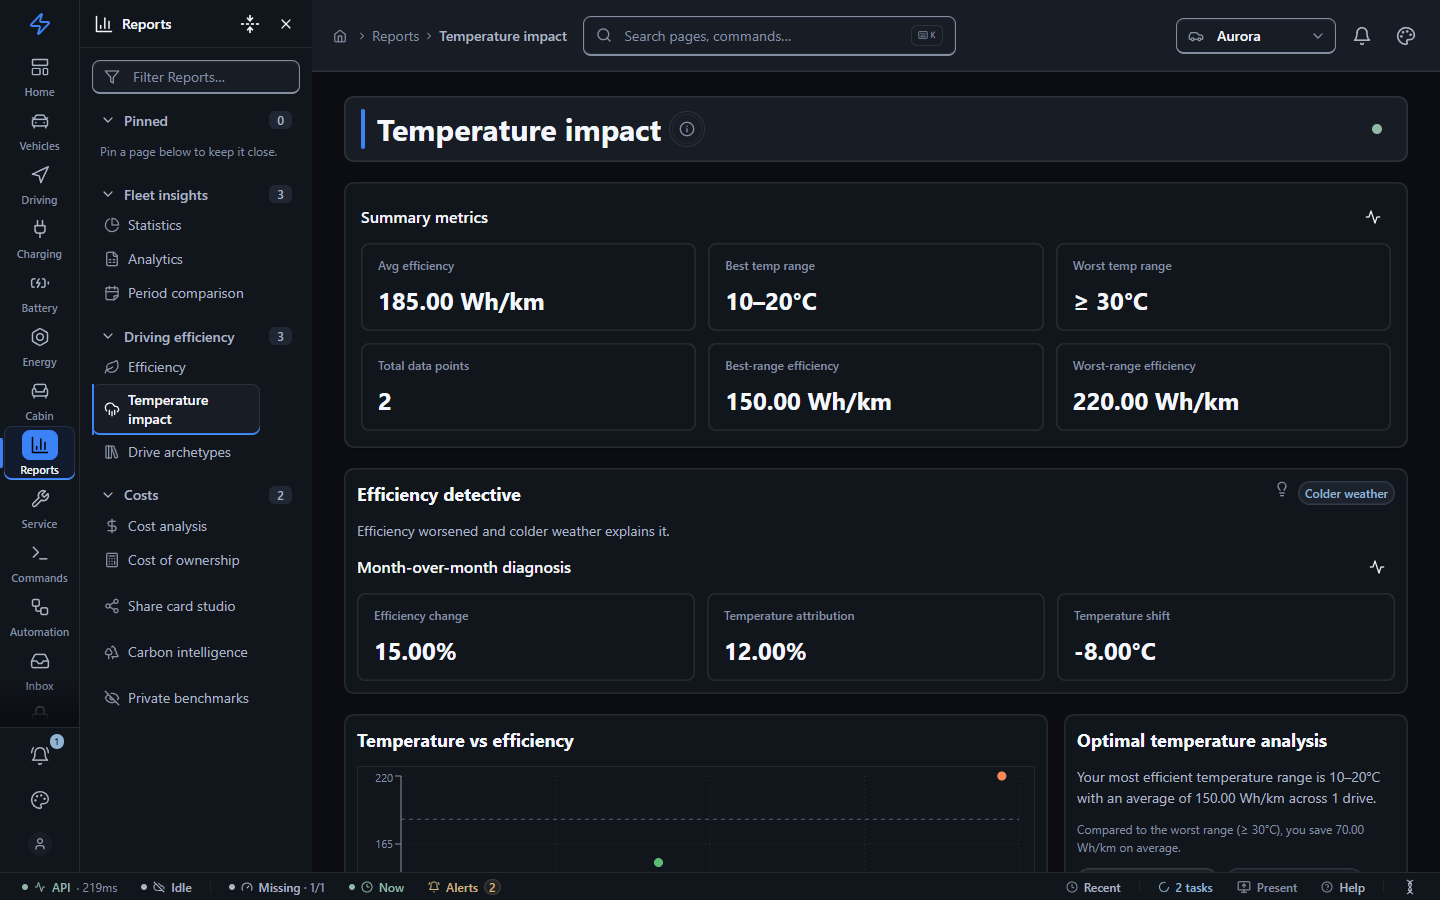 Reports
Reports
Temperature impact
Search pages, commands...
K
Aurora
Home
Vehicles
Driving
Charging
Battery
Energy
Cabin
Reports
Service
Commands
Automation
Inbox
1
Filter Reports...
Pinned
0
Pin a page below to keep it close.
Fleet insights
3
Statistics
Analytics
Period comparison
Driving efficiency
3
Efficiency
Temperature
impact
Drive archetypes
Costs
2
Cost analysis
Cost of ownership
Share card studio
Carbon intelligence
Private benchmarks
Temperature impact
Summary metrics
Avg efficiency
185.00 Wh/km
Best temp range
10–20°C
Worst temp range
≥ 30°C
Total data points
2
Best-range efficiency
150.00 Wh/km
Worst-range efficiency
220.00 Wh/km
Efficiency detective
Colder weather
Efficiency worsened and colder weather explains it.
Month-over-month diagnosis
Efficiency change
15.00%
Temperature attribution
12.00%
Temperature shift
-8.00°C
Temperature vs efficiency
220
165
Optimal temperature analysis
Your most efficient temperature range is 10–20°C
with an average of 150.00 Wh/km across 1 drive.
Compared to the worst range (≥ 30°C), you save 70.00
Wh/km on average.
API · 219ms
Idle
Missing · 1/1
Now
Alerts 2
Recent
2 tasks
Present
Help